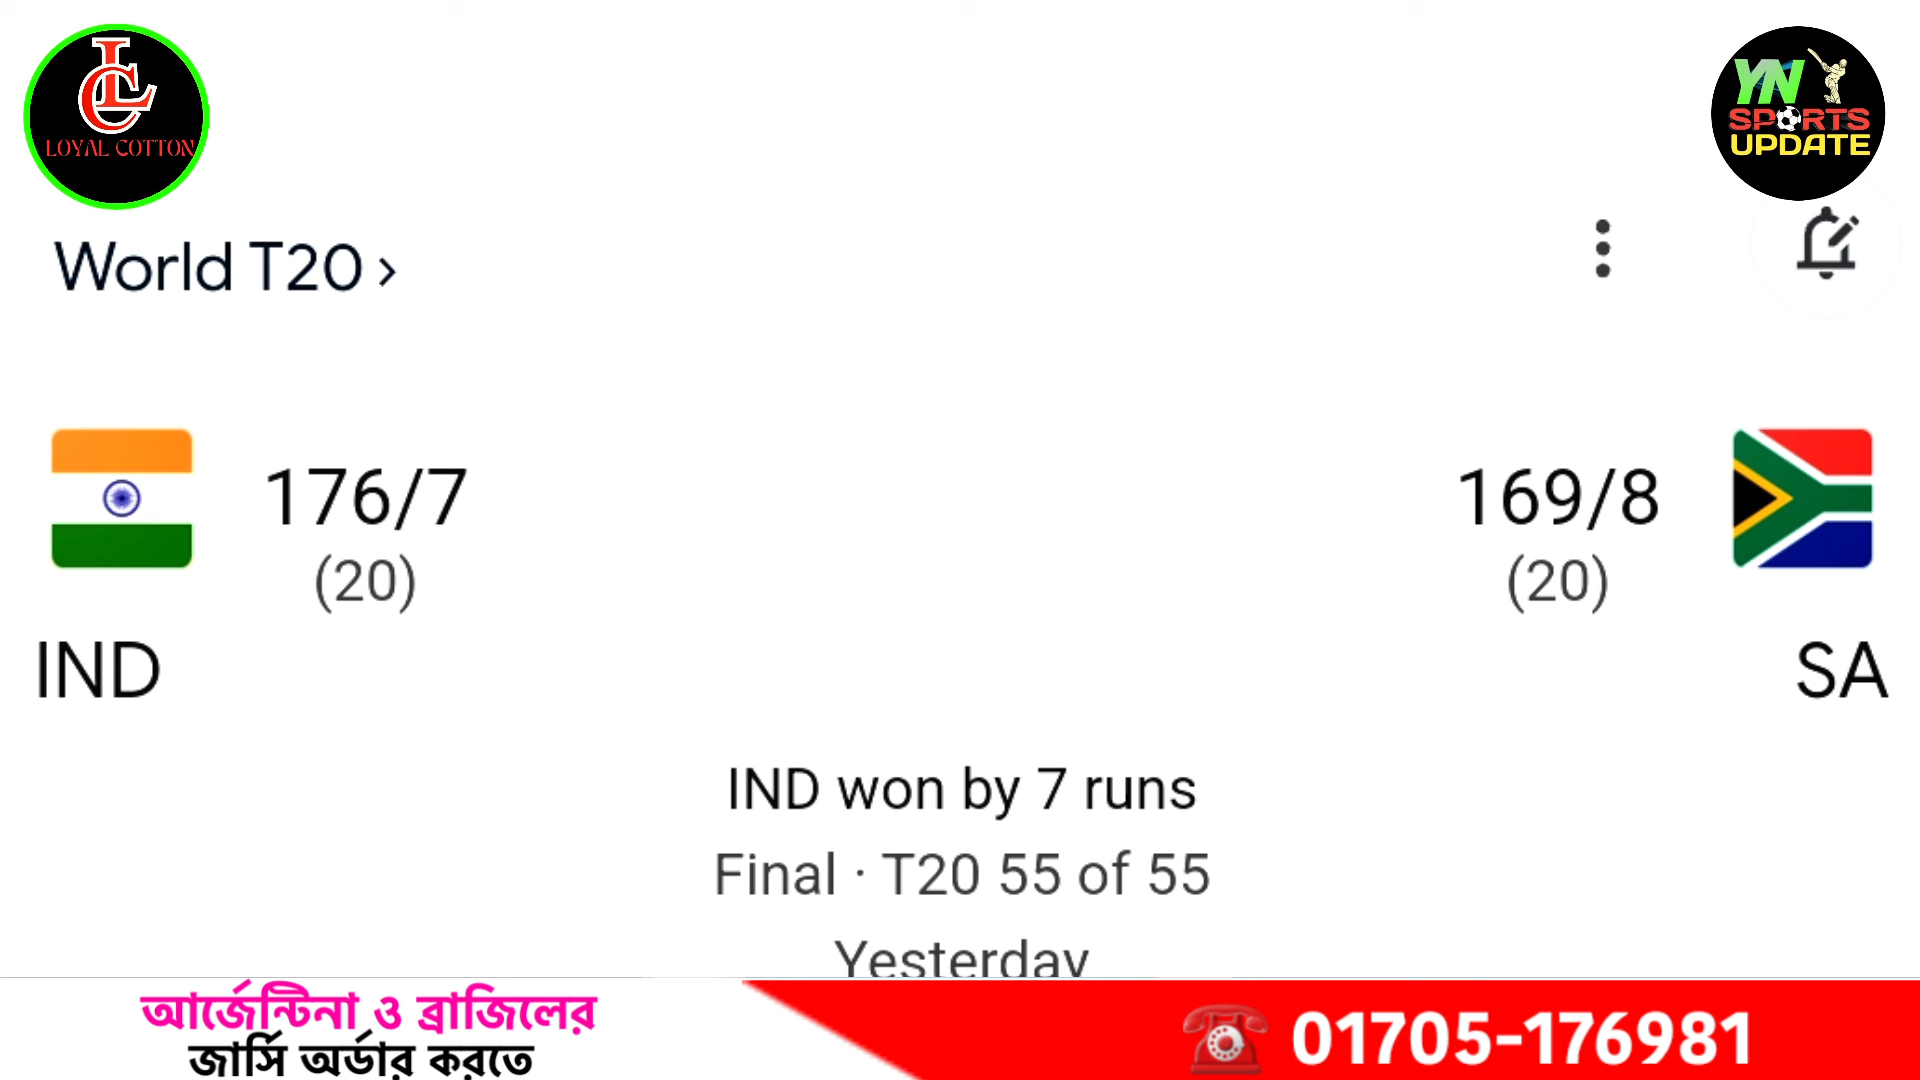 LC
LOYAL COTTON
YN
SPORTS
UPDATE
World T20 ›
176/7
169/8
(20)
(20)
IND
SA
IND won by 7 runs
Final · T20 55 of 55
Yesterday
আর্জেন্টিনা ও ব্রাজিলের
জার্সি অর্ডার করতে
01705-176981